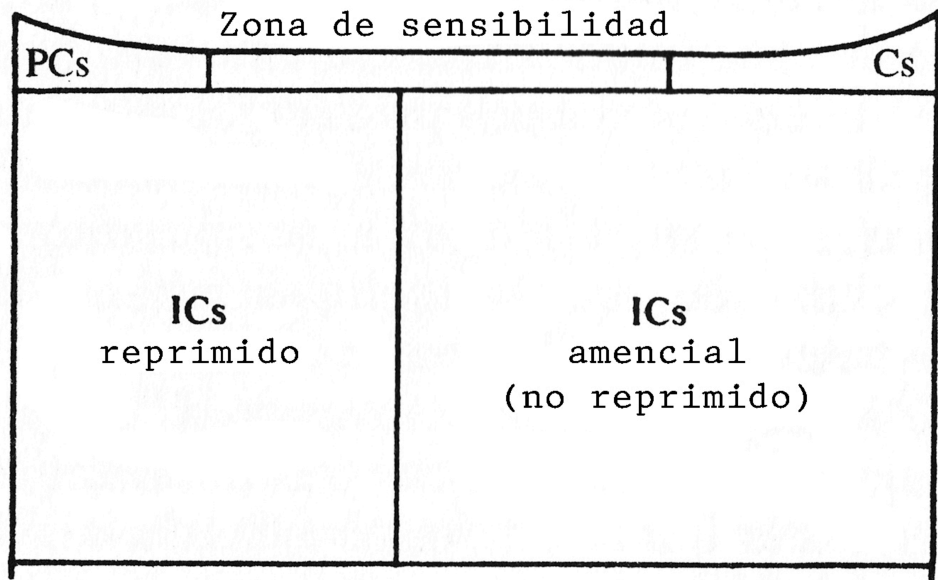 Zona de sensibilidad
PCs
Cs
ICs
reprimido
ICs
amencial
(no reprimido)